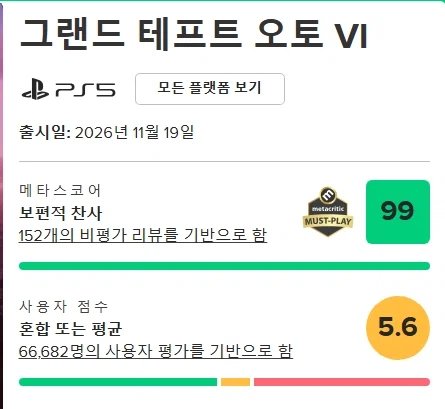 그랜드 테프트 오토 VI
PS5
모든 플랫폼 보기
출시일: 2026년 11월 19일
메타스코어
보편적 찬사
152개의 비평가 리뷰를 기반으로 함
metacritic
MUST-PLAY
99
사용자 점수
혼합 또는 평균
66,682명의 사용자 평가를 기반으로 함
5.6